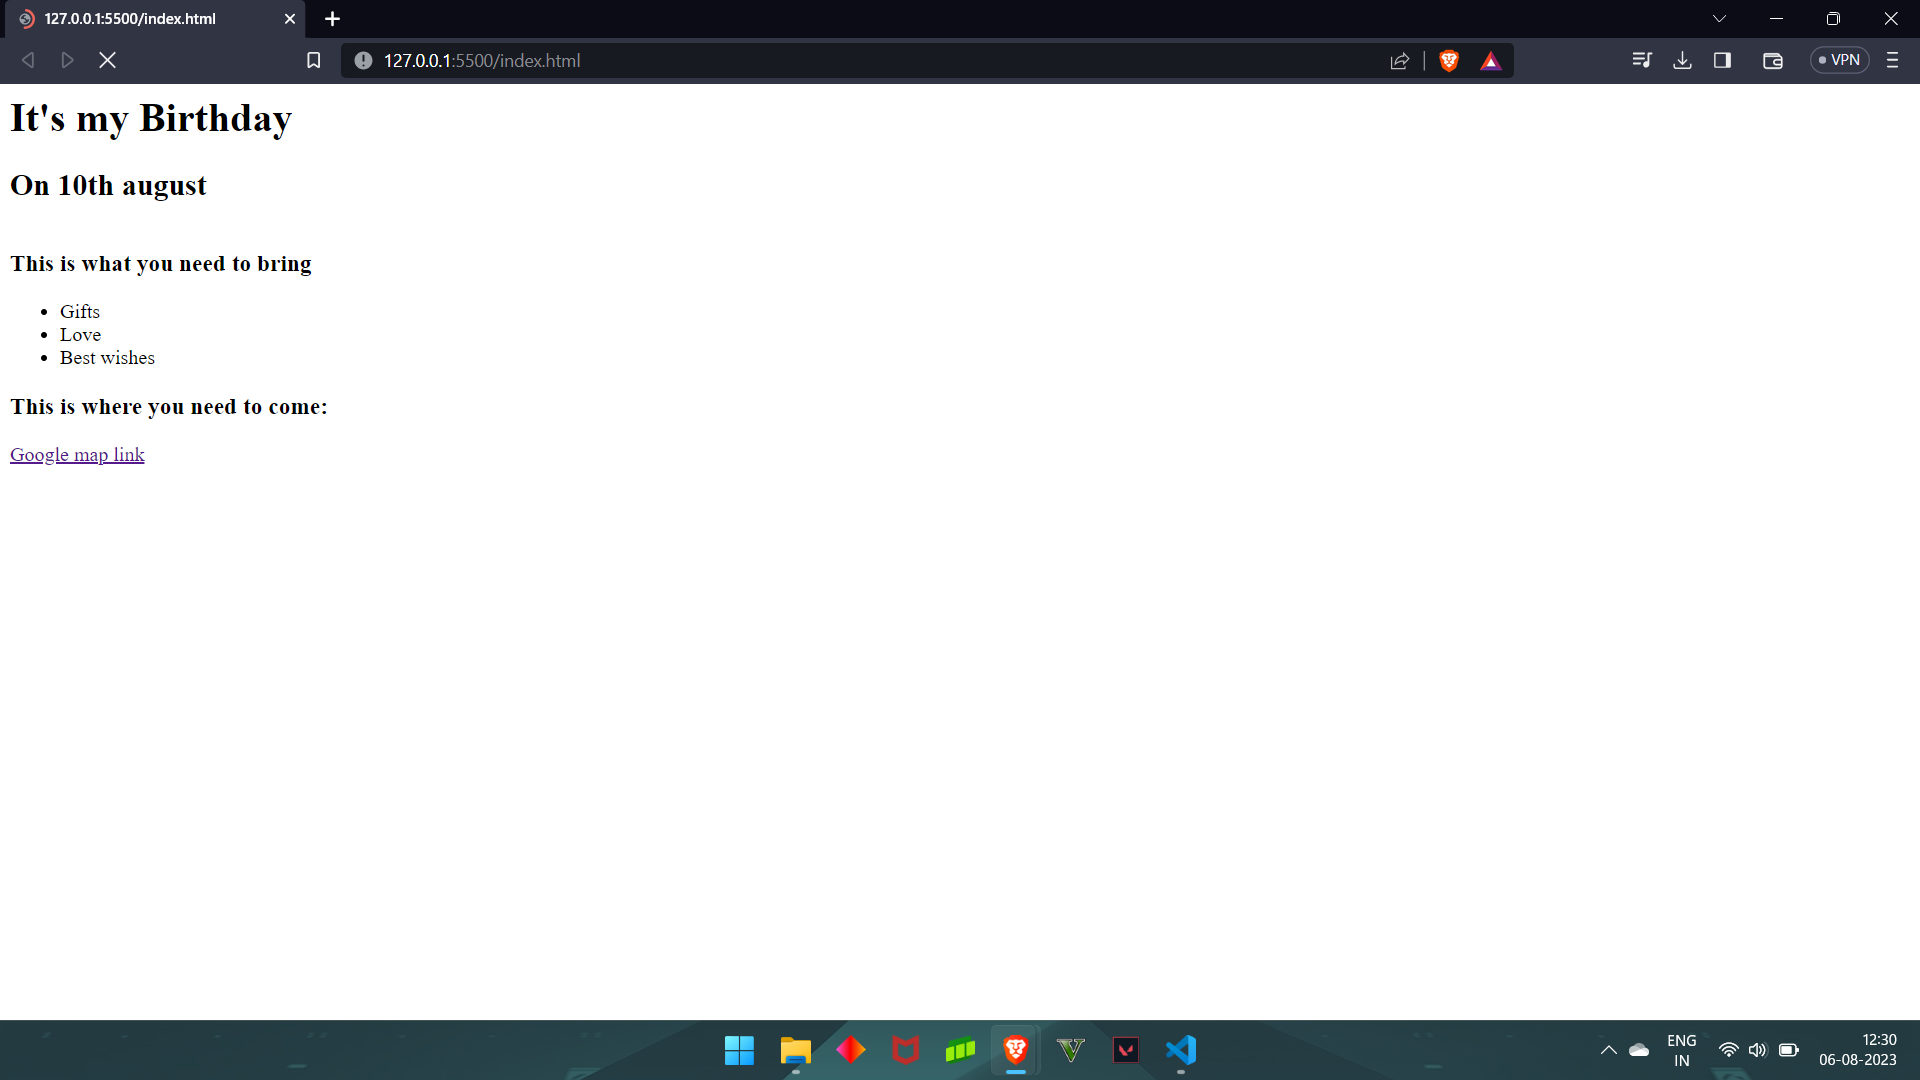 127.0.0.1:5500/index.html
127.0.0.1:5500/index.html
VPN
It's my Birthday
On 10th august
This is what you need to bring
Gifts
Love
Best wishes
This is where you need to come:
Google map link
ENG
IN
12:30
06-08-2023